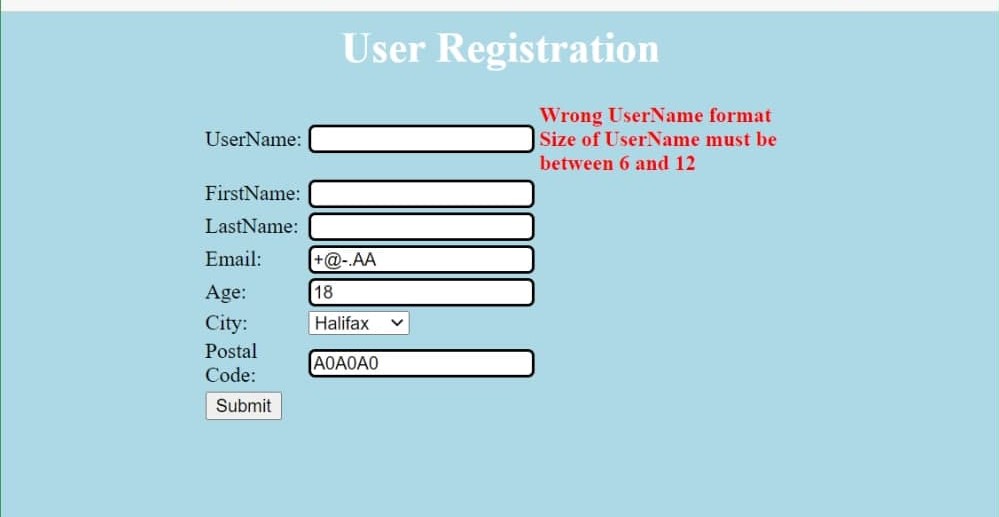 User Registration
Wrong UserName format
UserName: Size of UserName must be
between 6 and 12
FirstName:
LastName:
Email: +@-.AA
Age: 18
City: Halifax
Postal
Code: A0A0A0
Submit